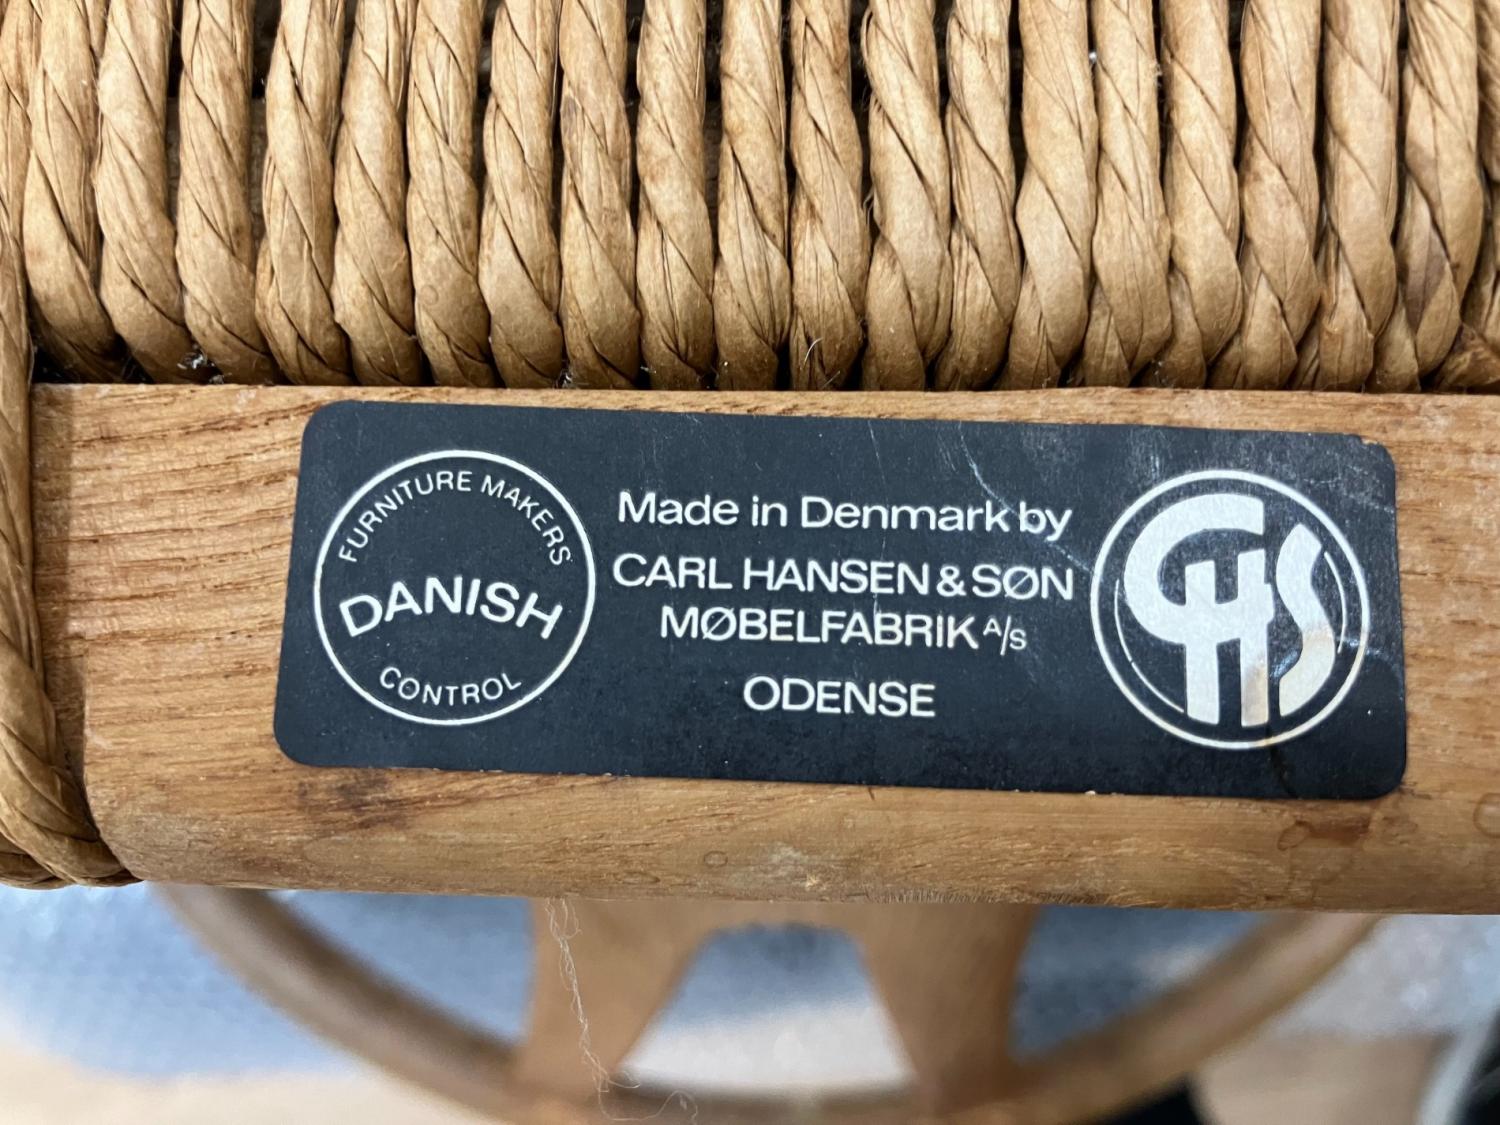 FURNITURE MAKERS'
DANISH
CONTROL
Made in Denmark by
CARL HANSEN & SØN
MØBELFABRIK A/S
ODENSE
CHS